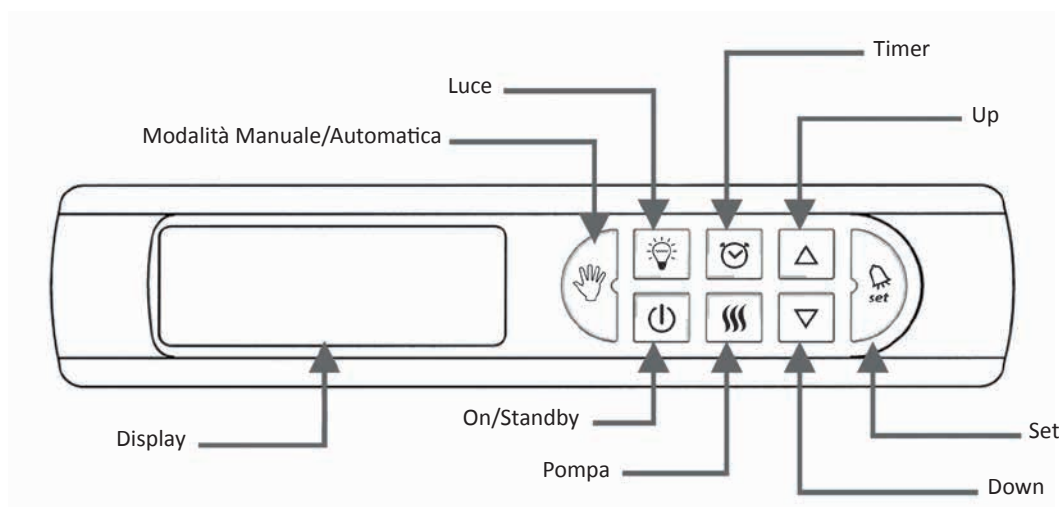 Timer
Luce
Up
Modalità Manuale/Automatica
set
On/Standby
Display
Set
Pompa
Down